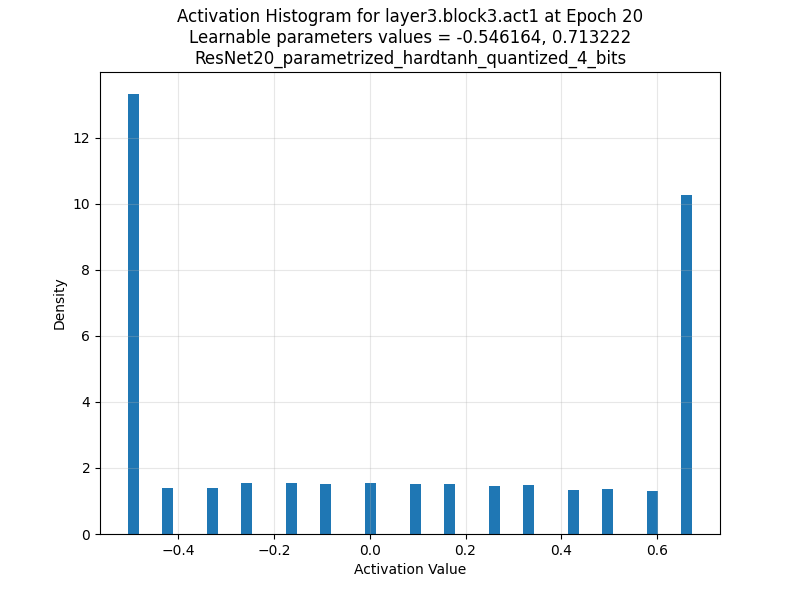 Activation Histogram for layer3.block3.act1 at Epoch 20
Learnable parameters values = -0.546164, 0.713222
ResNet20_parametrized_hardtanh_quantized_4_bits
Density
12
10
8
6
4
2
0
−0.4
−0.2
0.0
0.2
0.4
0.6
Activation Value